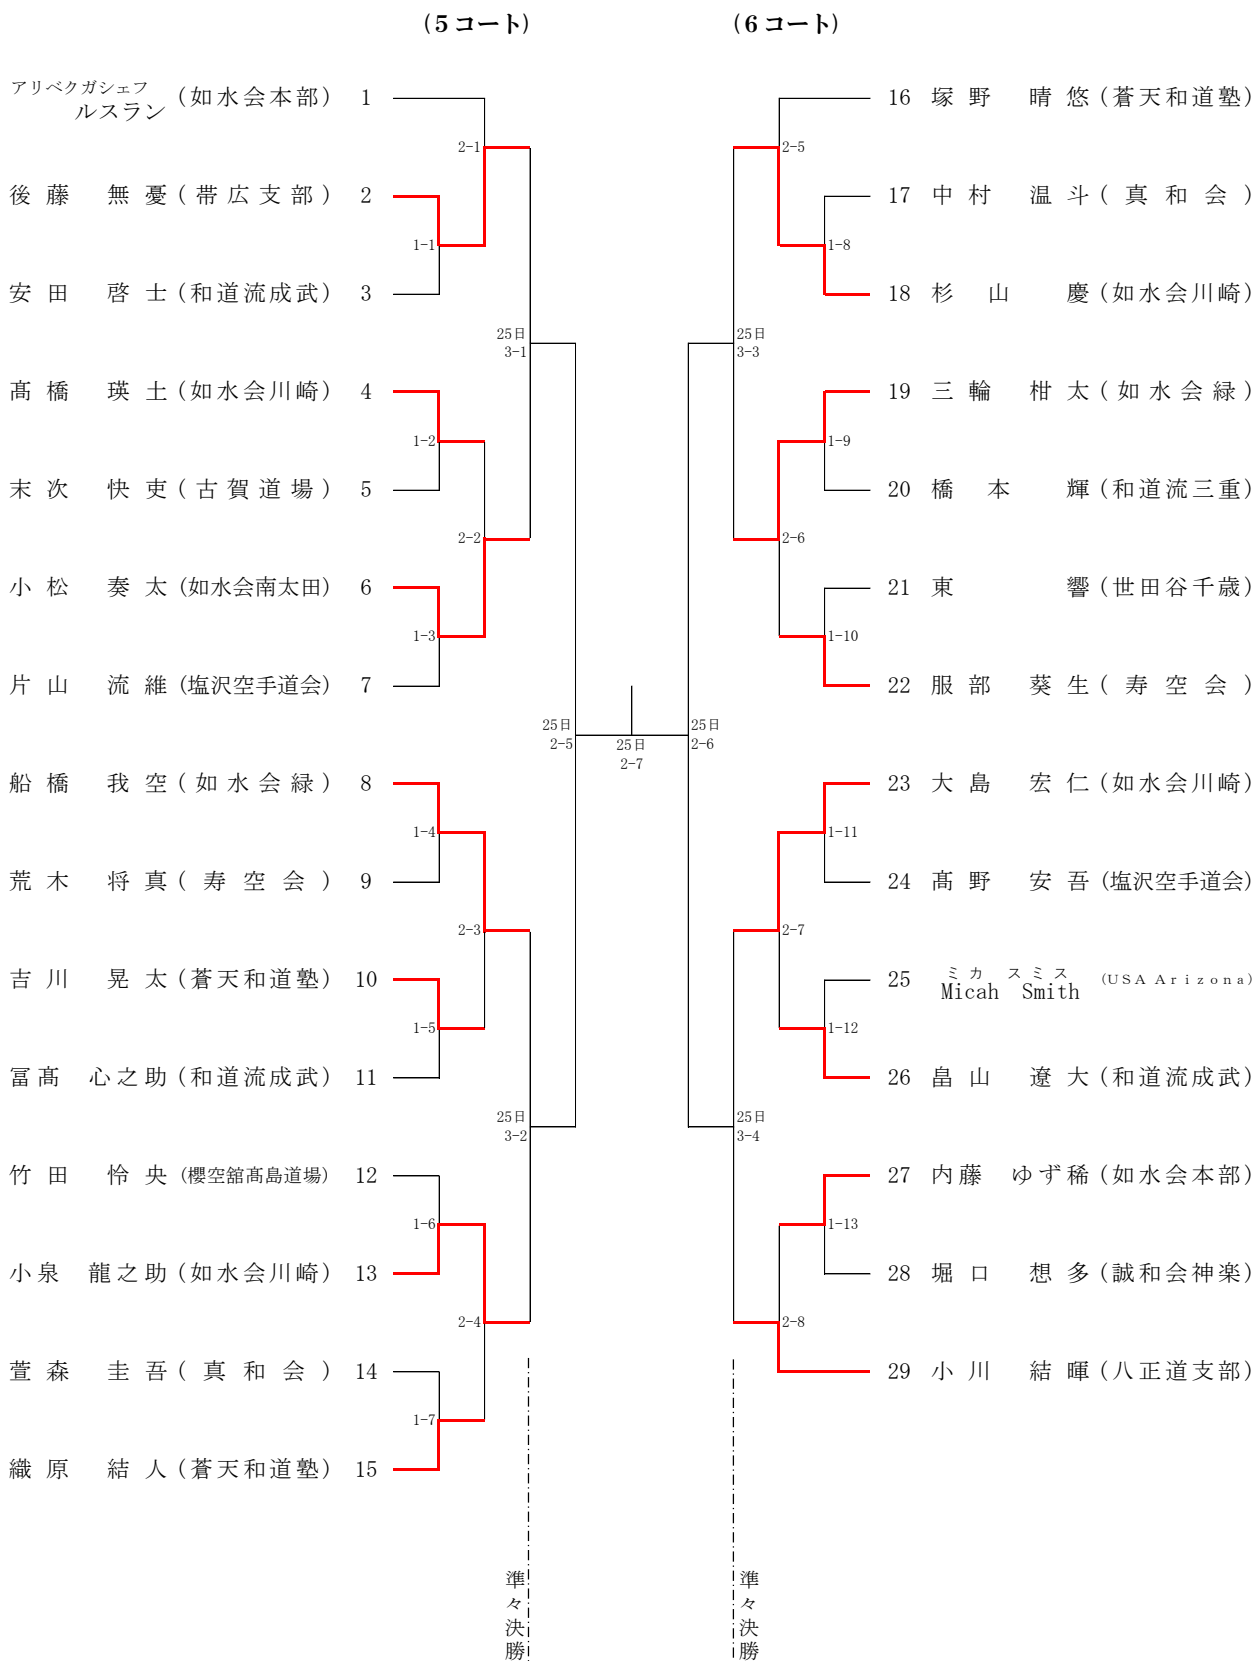 (5コート)
アリベクガシェフ
ルスラン (如水会本部) 1
2-1
後藤 無憂 (帯広支部) 2
1-1
安田 啓士 (和道流成武) 3
25日
3-1
髙橋 瑛土 (如水会川崎) 4
1-2
末次 快吏 (古賀道場) 5
2-2
小松 奏太 (如水会南太田) 6
1-3
片山 流維 (塩沢空手道会) 7
25日
2-5
船橋 我空 (如水会緑) 8
1-4
荒木 将真 (寿空会) 9
2-3
吉川 晃太 (蒼天和道塾) 10
1-5
冨髙 心之助 (和道流成武) 11
25日
3-2
竹田 怜央 (櫻空舘髙島道場) 12
1-6
小泉 龍之助 (如水会川崎) 13
2-4
萱森 圭吾 (真和会) 14
1-7
織原 結人 (蒼天和道塾) 15
準々決勝
25日
2-7
(6コート)
16 塚野 晴悠 (蒼天和道塾)
2-5
17 中村 温斗 (真和会)
1-8
18 杉山 慶 (如水会川崎)
25日
3-3
19 三輪 柑太 (如水会緑)
1-9
20 橋本 輝 (和道流三重)
2-6
21 東 響 (世田谷千歳)
1-10
22 服部 葵生 (寿空会)
25日
2-6
23 大島 宏仁 (如水会川崎)
1-11
24 髙野 安吾 (塩沢空手道会)
2-7
ミカ スミス
25 Micah Smith (USA Arizona)
1-12
26 畠山 遼大 (和道流成武)
25日
3-4
27 内藤 ゆず稀 (如水会本部)
1-13
28 堀口 想多 (誠和会神楽)
2-8
29 小川 結暉 (八正道支部)
準々決勝